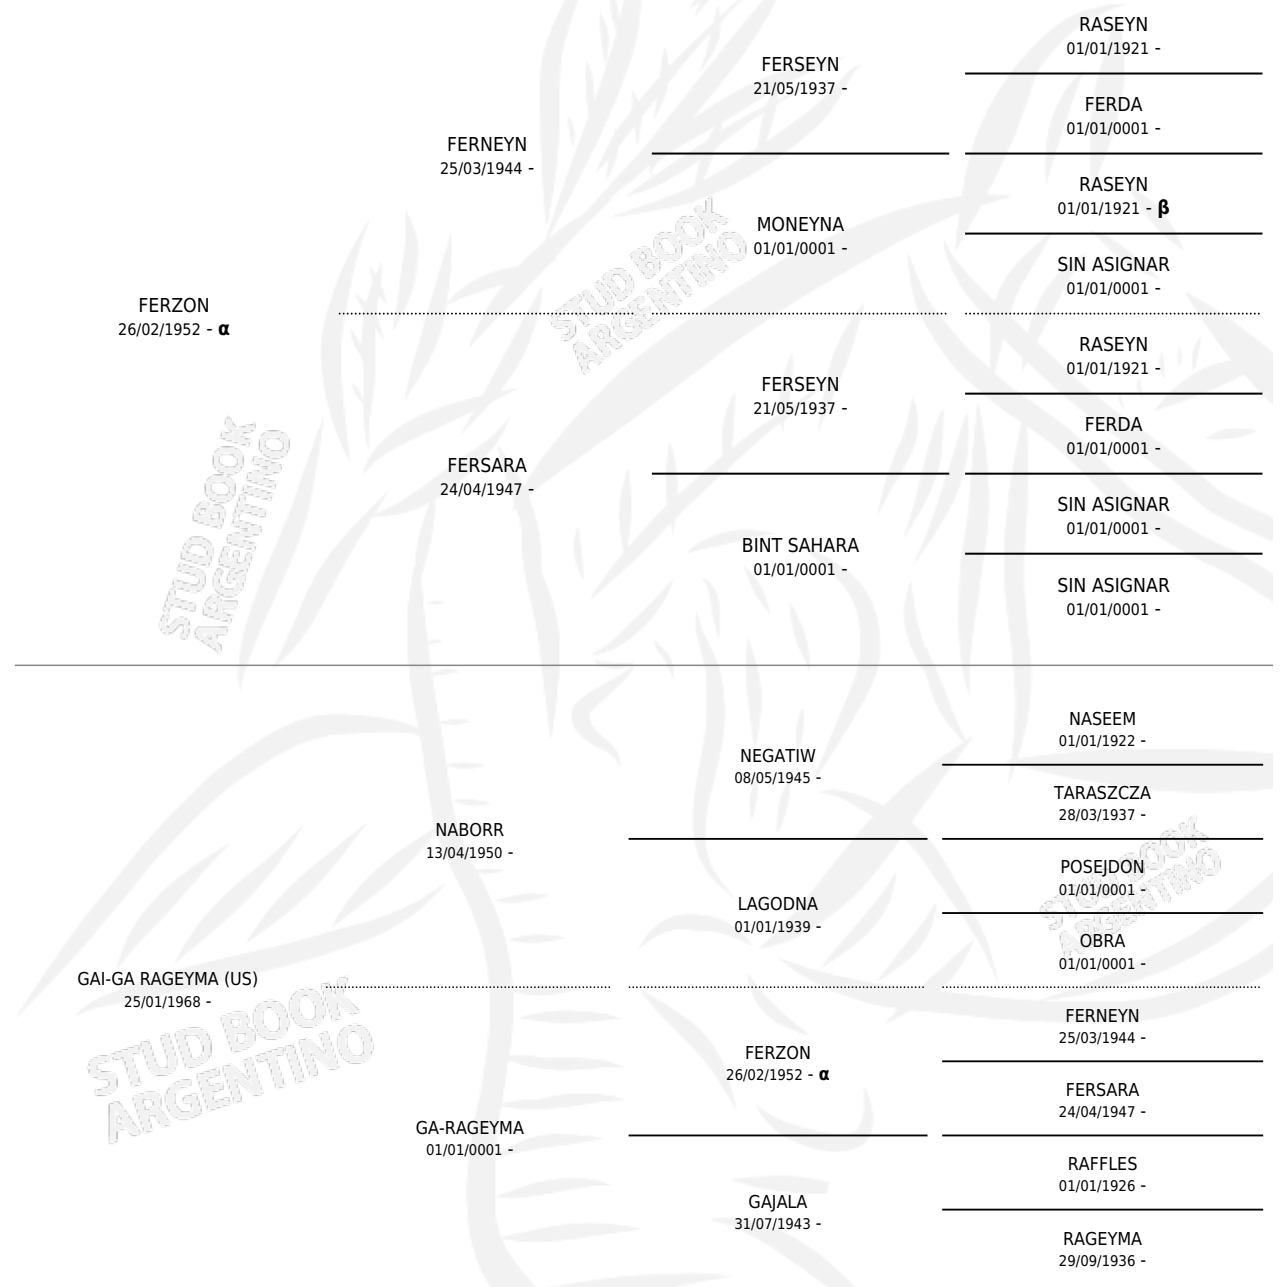 RASEYN
01/01/1921 -
FERSEYN
21/05/1937 -
FERDA
01/01/0001 -
FERNEYN
25/03/1944 -
RASEYN
01/01/1921 - β
MONEYNA
01/01/0001 -
SIN ASIGNAR
01/01/0001 -
FERZON
26/02/1952 - α
RASEYN
01/01/1921 -
FERSEYN
21/05/1937 -
FERDA
01/01/0001 -
FERSARA
24/04/1947 -
SIN ASIGNAR
01/01/0001 -
BINT SAHARA
01/01/0001 -
SIN ASIGNAR
01/01/0001 -
STUD BOOK
ARGENTINO
STUD BOOK
ARGENTINO
NASEEM
01/01/1922 -
NEGATIW
08/05/1945 -
TARASZCZA
28/03/1937 -
NABORR
13/04/1950 -
POSEJDON
01/01/0001 -
LAGODNA
01/01/1939 -
OBRA
01/01/0001 -
GAI-GA RAGEYMA (US)
25/01/1968 -
FERNEYN
25/03/1944 -
FERZON
26/02/1952 - α
FERSARA
24/04/1947 -
GA-RAGEYMA
01/01/0001 -
RAFFLES
01/01/1926 -
GAJALA
31/07/1943 -
RAGEYMA
29/09/1936 -
STUD BOOK
ARGENTINO
STUD BOOK
ARGENTINO